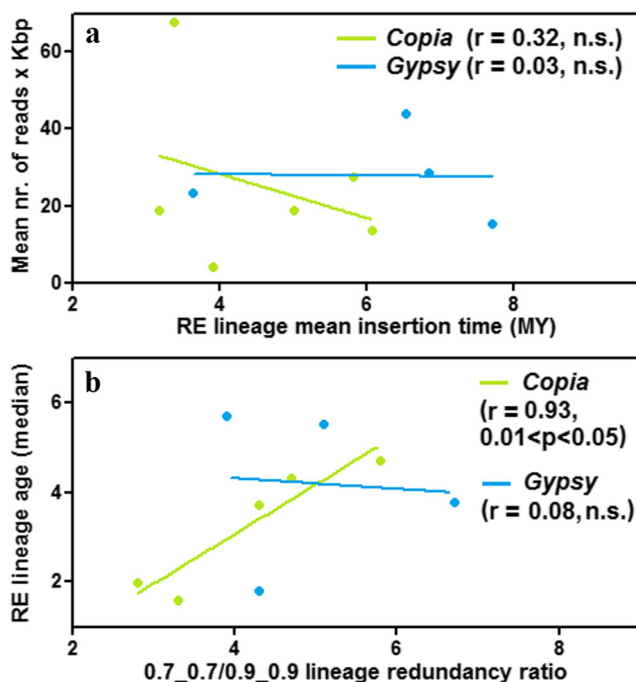 a
Copia (r = 0.32, n.s.)
Gypsy (r = 0.03, n.s.)
Mean nr. of reads x Kbp
60
40
20
0
2 4 6 8
RE lineage mean insertion time (MY)
b
Copia
(r = 0.93,
0.01<p<0.05)
Gypsy
(r = 0.08, n.s.)
RE lineage age (median)
6
4
2
2 4 6 8
0.7_0.7/0.9_0.9 lineage redundancy ratio